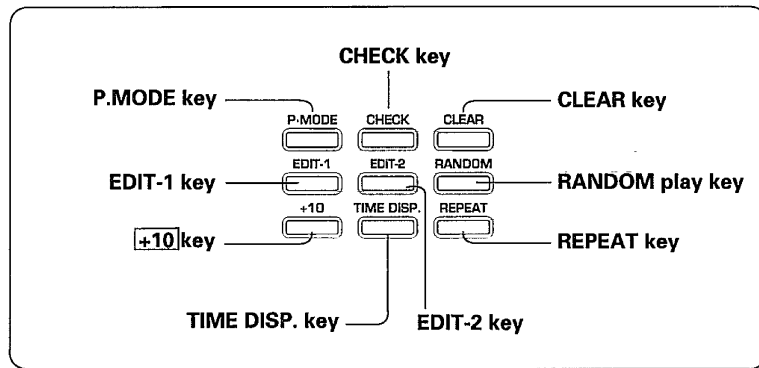 CHECK key
P.MODE key
CLEAR key
P·MODE CHECK CLEAR
EDIT-1 EDIT-2 RANDOM
EDIT-1 key
RANDOM play key
+10 TIME DISP. REPEAT
+10 key
REPEAT key
TIME DISP. key
EDIT-2 key